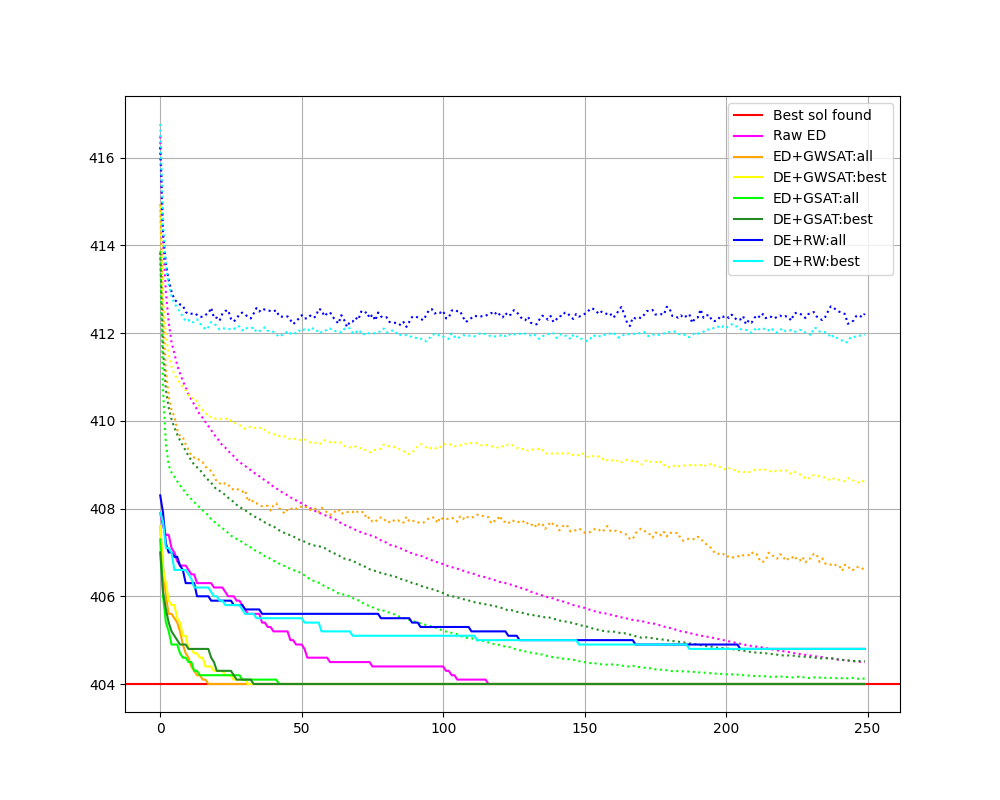 Best sol found
Raw ED
ED+GWSAT:all
DE+GWSAT:best
ED+GSAT:all
DE+GSAT:best
DE+RW:all
DE+RW:best
416
414
412
410
408
406
404
0 50 100 150 200 250